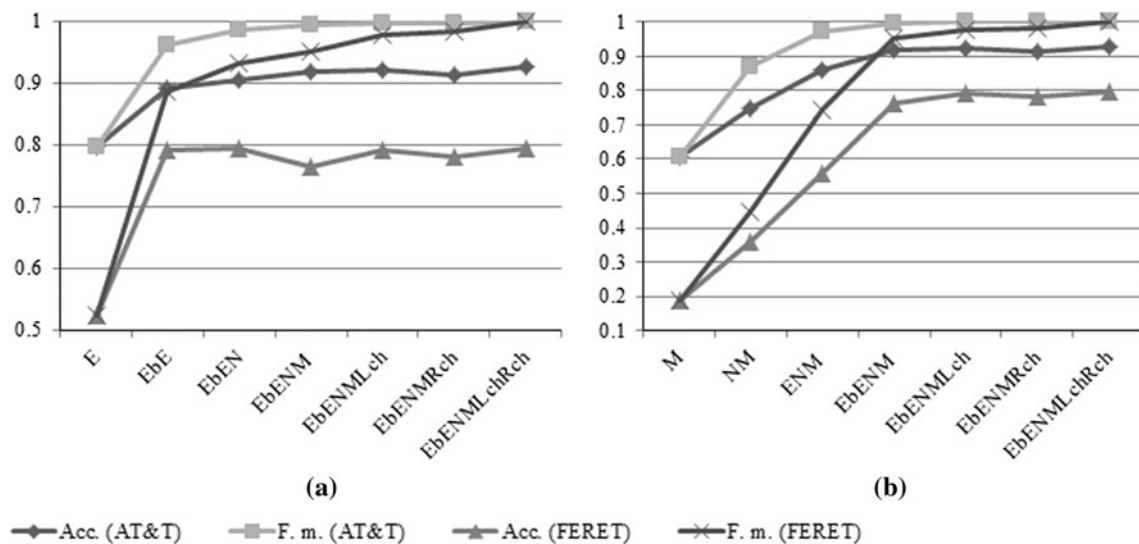 1
0.9
0.8
0.7
0.6
0.5
E
EbE
EbEN
EbENM
EbENMLch
EbENMRch
EbENMLchRch
(a)
1
0.9
0.8
0.7
0.6
0.5
0.4
0.3
0.2
0.1
M
NM
ENM
EbENM
EbENMLch
EbENMRch
EbENMLchRch
(b)
Acc. (AT&T) F. m. (AT&T) Acc. (FERET) F. m. (FERET)